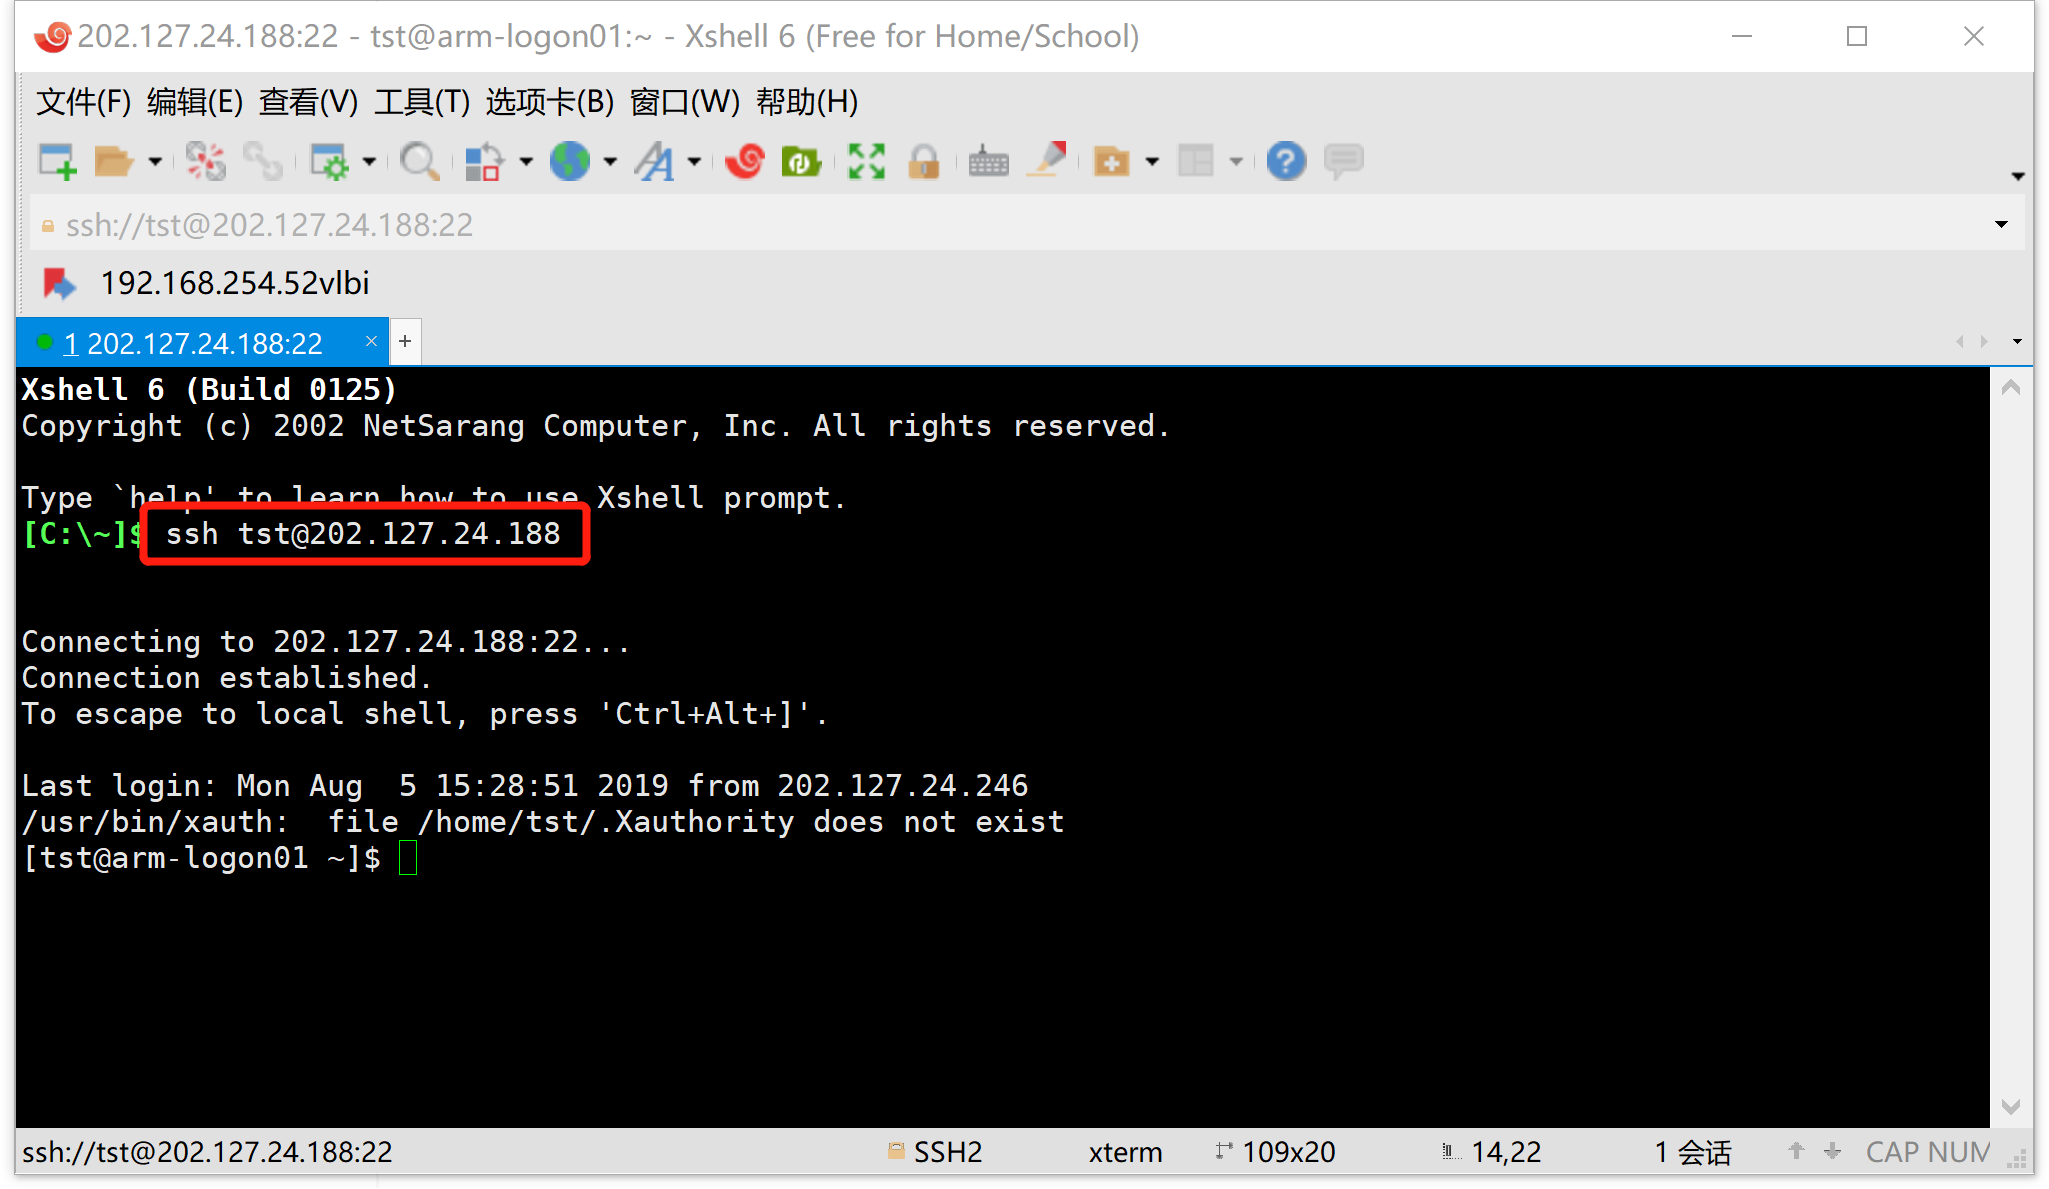 202.127.24.188:22 - tst@arm-logon01:~ - Xshell 6 (Free for Home/School)
文件(F) 编辑(E) 查看(V) 工具(T) 选项卡(B) 窗口(W) 帮助(H)
ssh://tst@202.127.24.188:22
192.168.254.52vlbi
1 202.127.24.188:22 × +
Xshell 6 (Build 0125)
Copyright (c) 2002 NetSarang Computer, Inc. All rights reserved.
Type `help' to learn how to use Xshell prompt.
[C:\~]$ ssh tst@202.127.24.188
Connecting to 202.127.24.188:22...
Connection established.
To escape to local shell, press 'Ctrl+Alt+]'.
Last login: Mon Aug  5 15:28:51 2019 from 202.127.24.246
/usr/bin/xauth:  file /home/tst/.Xauthority does not exist
[tst@arm-logon01 ~]$
ssh://tst@202.127.24.188:22 SSH2 xterm 109x20 14,22 1 会话 CAP NUM